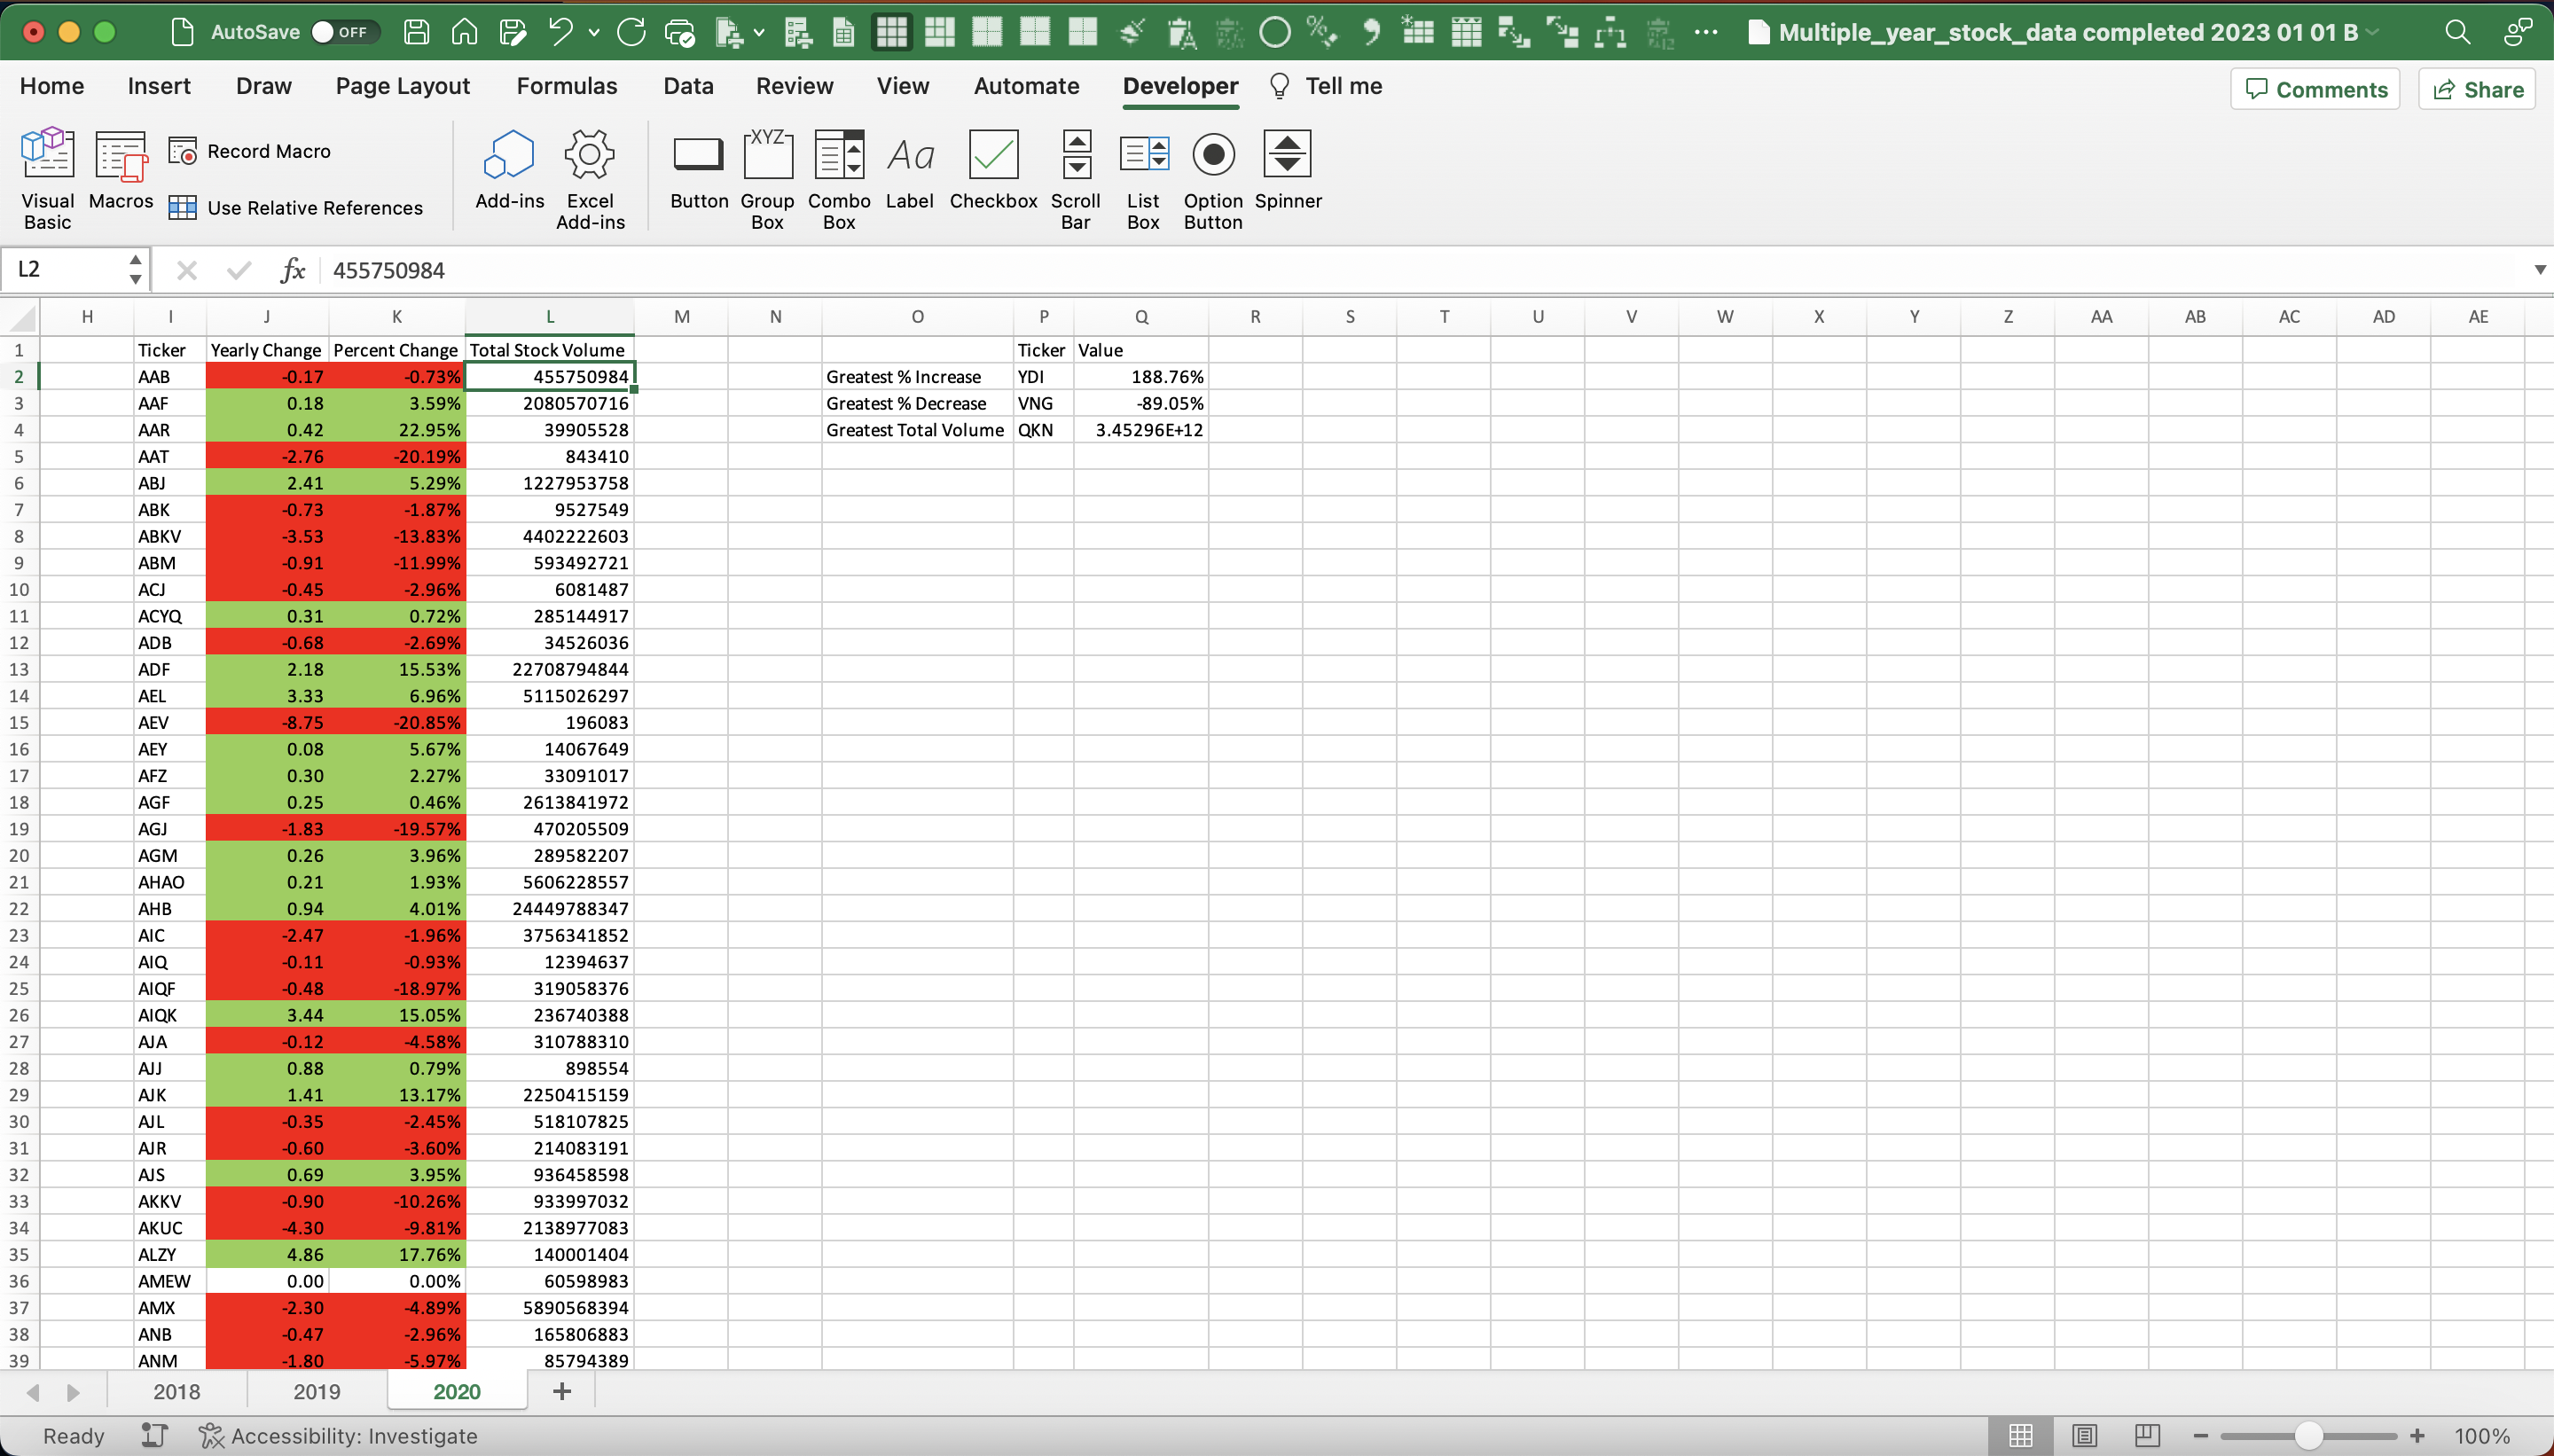 AutoSave OFF Multiple_year_stock_data completed 2023 01 01 B
Home Insert Draw Page Layout Formulas Data Review View Automate Developer Tell me Comments Share
Visual Basic Macros Record Macro Use Relative References Add-ins Excel Add-ins Button Group Box Combo Box Label Checkbox Scroll Bar List Box Option Button Spinner
XYZ Aa
L2 fx 455750984
H I J K L M N O P Q R S T U V W X Y Z AA AB AC AD AE
1 Ticker Yearly Change Percent Change Total Stock Volume Ticker Value
2 AAB -0.17 -0.73% 455750984 Greatest % Increase YDI 188.76%
3 AAF 0.18 3.59% 2080570716 Greatest % Decrease VNG -89.05%
4 AAR 0.42 22.95% 39905528 Greatest Total Volume QKN 3.45296E+12
5 AAT -2.76 -20.19% 843410
6 ABJ 2.41 5.29% 1227953758
7 ABK -0.73 -1.87% 9527549
8 ABKV -3.53 -13.83% 4402222603
9 ABM -0.91 -11.99% 593492721
10 ACJ -0.45 -2.96% 6081487
11 ACYQ 0.31 0.72% 285144917
12 ADB -0.68 -2.69% 34526036
13 ADF 2.18 15.53% 22708794844
14 AEL 3.33 6.96% 5115026297
15 AEV -8.75 -20.85% 196083
16 AEY 0.08 5.67% 14067649
17 AFZ 0.30 2.27% 33091017
18 AGF 0.25 0.46% 2613841972
19 AGJ -1.83 -19.57% 470205509
20 AGM 0.26 3.96% 289582207
21 AHAO 0.21 1.93% 5606228557
22 AHB 0.94 4.01% 24449788347
23 AIC -2.47 -1.96% 3756341852
24 AIQ -0.11 -0.93% 12394637
25 AIQF -0.48 -18.97% 319058376
26 AIQK 3.44 15.05% 236740388
27 AJA -0.12 -4.58% 310788310
28 AJJ 0.88 0.79% 898554
29 AJK 1.41 13.17% 2250415159
30 AJL -0.35 -2.45% 518107825
31 AJR -0.60 -3.60% 214083191
32 AJS 0.69 3.95% 936458598
33 AKKV -0.90 -10.26% 933997032
34 AKUC -4.30 -9.81% 2138977083
35 ALZY 4.86 17.76% 140001404
36 AMEW 0.00 0.00% 60598983
37 AMX -2.30 -4.89% 5890568394
38 ANB -0.47 -2.96% 165806883
39 ANM -1.80 -5.97% 85794389
2018 2019 2020 +
Ready Accessibility: Investigate 100%